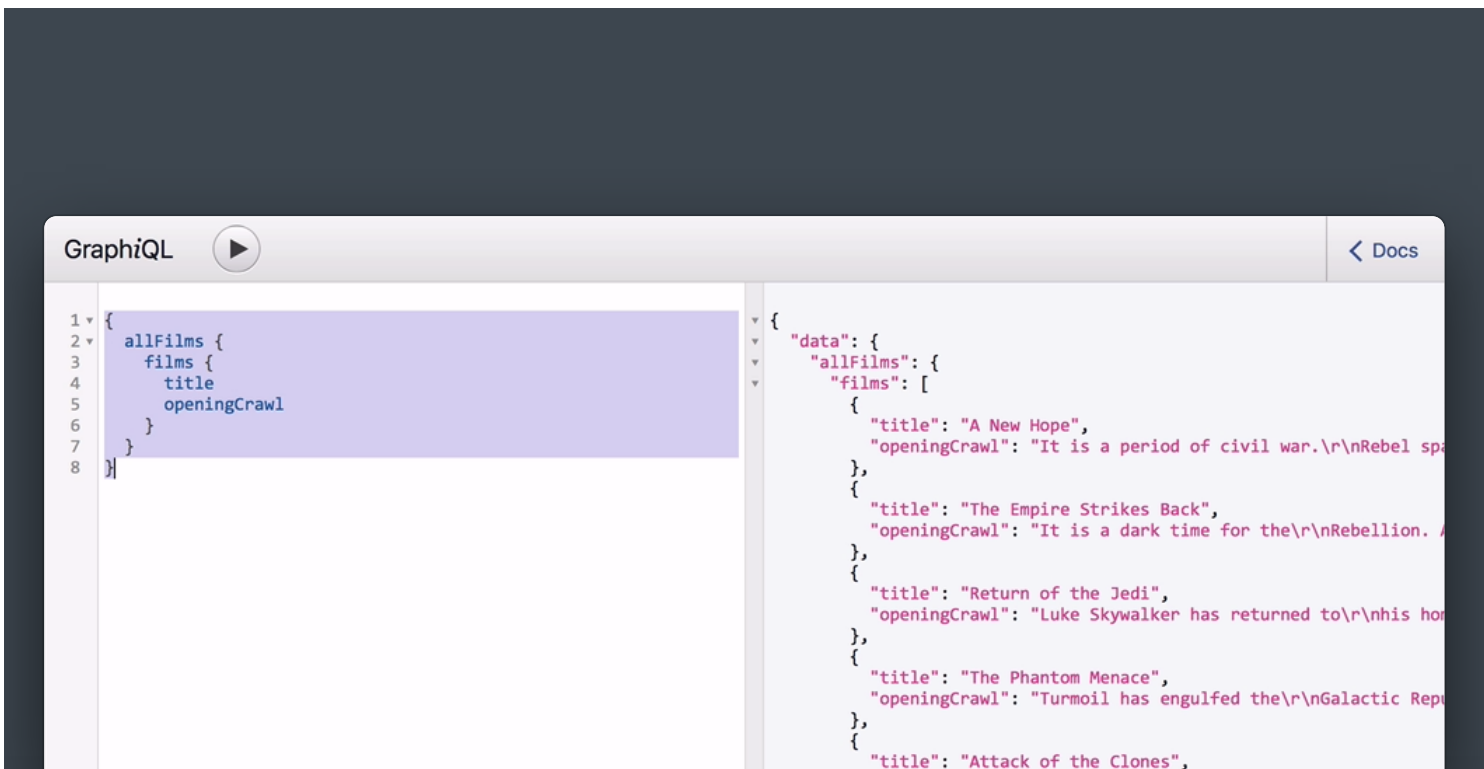 GraphiQL
Docs
1 {
2 allFilms {
3 films {
4 title
5 openingCrawl
6 }
7 }
8 }
{
"data": {
"allFilms": {
"films": [
{
"title": "A New Hope",
"openingCrawl": "It is a period of civil war.\r\nRebel
},
{
"title": "The Empire Strikes Back",
"openingCrawl": "It is a dark time for the\r\nRebellion.
},
{
"title": "Return of the Jedi",
"openingCrawl": "Luke Skywalker has returned to\r\nhis
},
{
"title": "The Phantom Menace",
"openingCrawl": "Turmoil has engulfed the\r\nGalactic
},
{
"title": "Attack of the Clones",